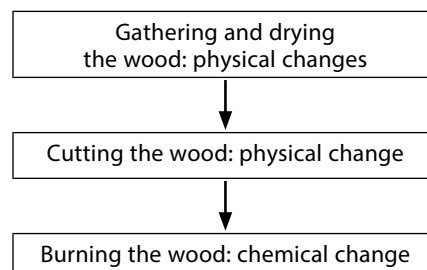 Gathering and drying
the wood: physical changes
Cutting the wood: physical change
Burning the wood: chemical change